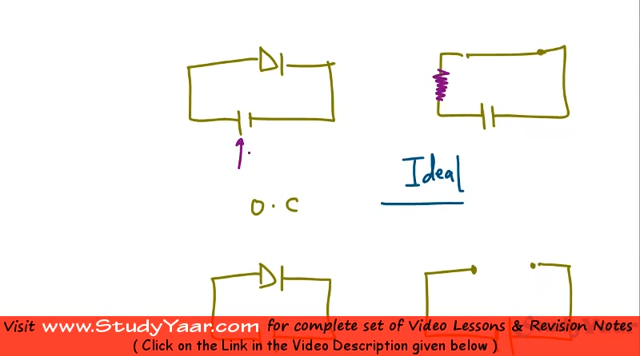 Ideal
O.C
Visit www.StudyYaar.com for complete set of Video Lessons & Revision Notes
( Click on the Link in the Video Description given below )